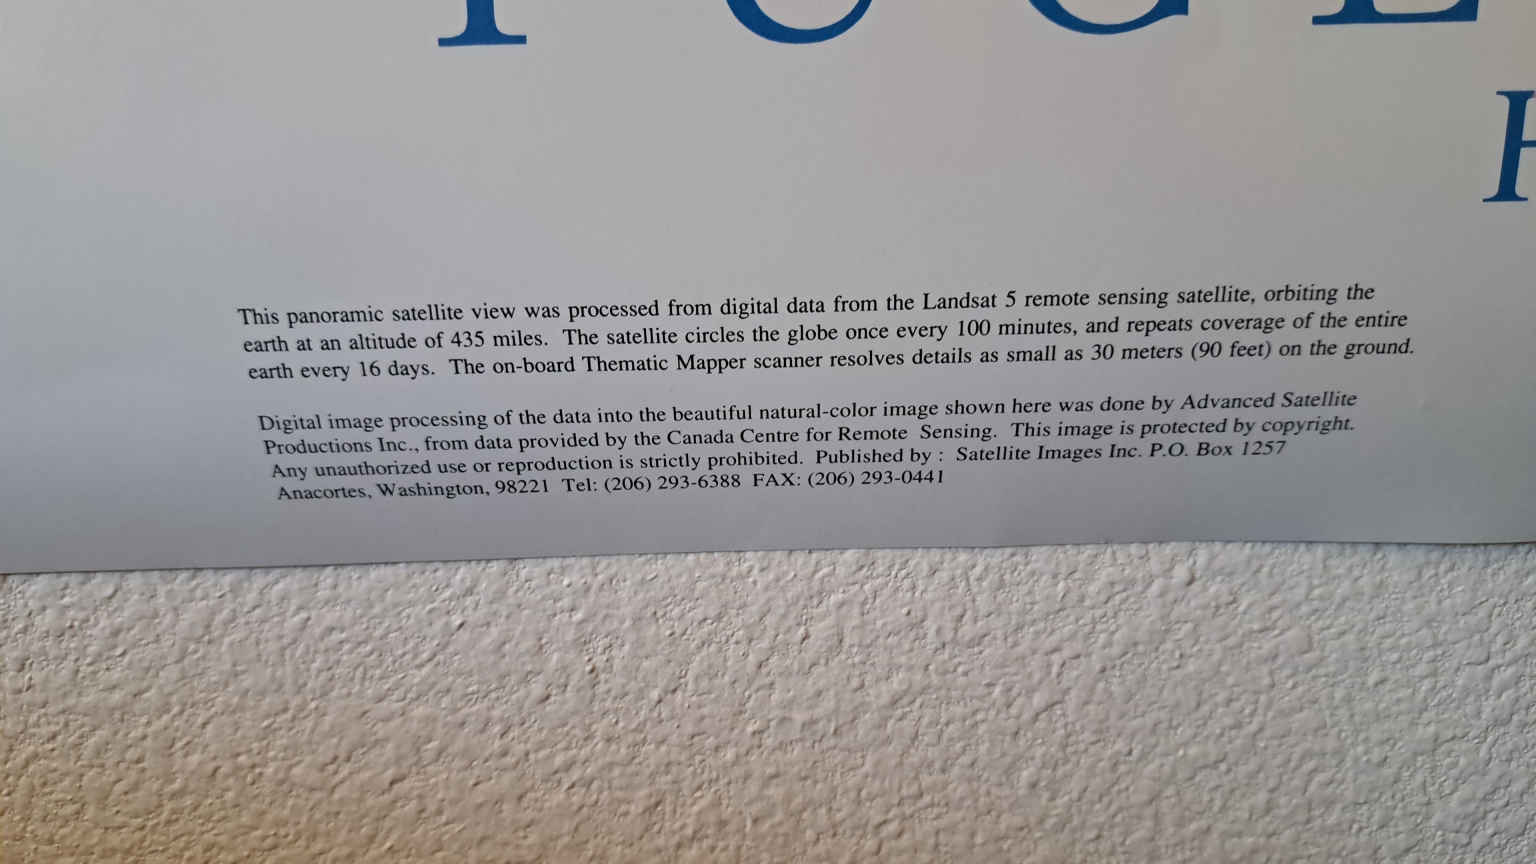 PUGE
H
This panoramic satellite view was processed from digital data from the Landsat 5 remote sensing satellite, orbiting the
earth at an altitude of 435 miles.  The satellite circles the globe once every 100 minutes, and repeats coverage of the entire
earth every 16 days.  The on-board Thematic Mapper scanner resolves details as small as 30 meters (90 feet) on the ground.
Digital image processing of the data into the beautiful natural-color image shown here was done by Advanced Satellite
Productions Inc., from data provided by the Canada Centre for Remote  Sensing.  This image is protected by copyright.
Any unauthorized use or reproduction is strictly prohibited.  Published by :  Satellite Images Inc. P.O. Box 1257
Anacortes, Washington, 98221  Tel: (206) 293-6388  FAX: (206) 293-0441